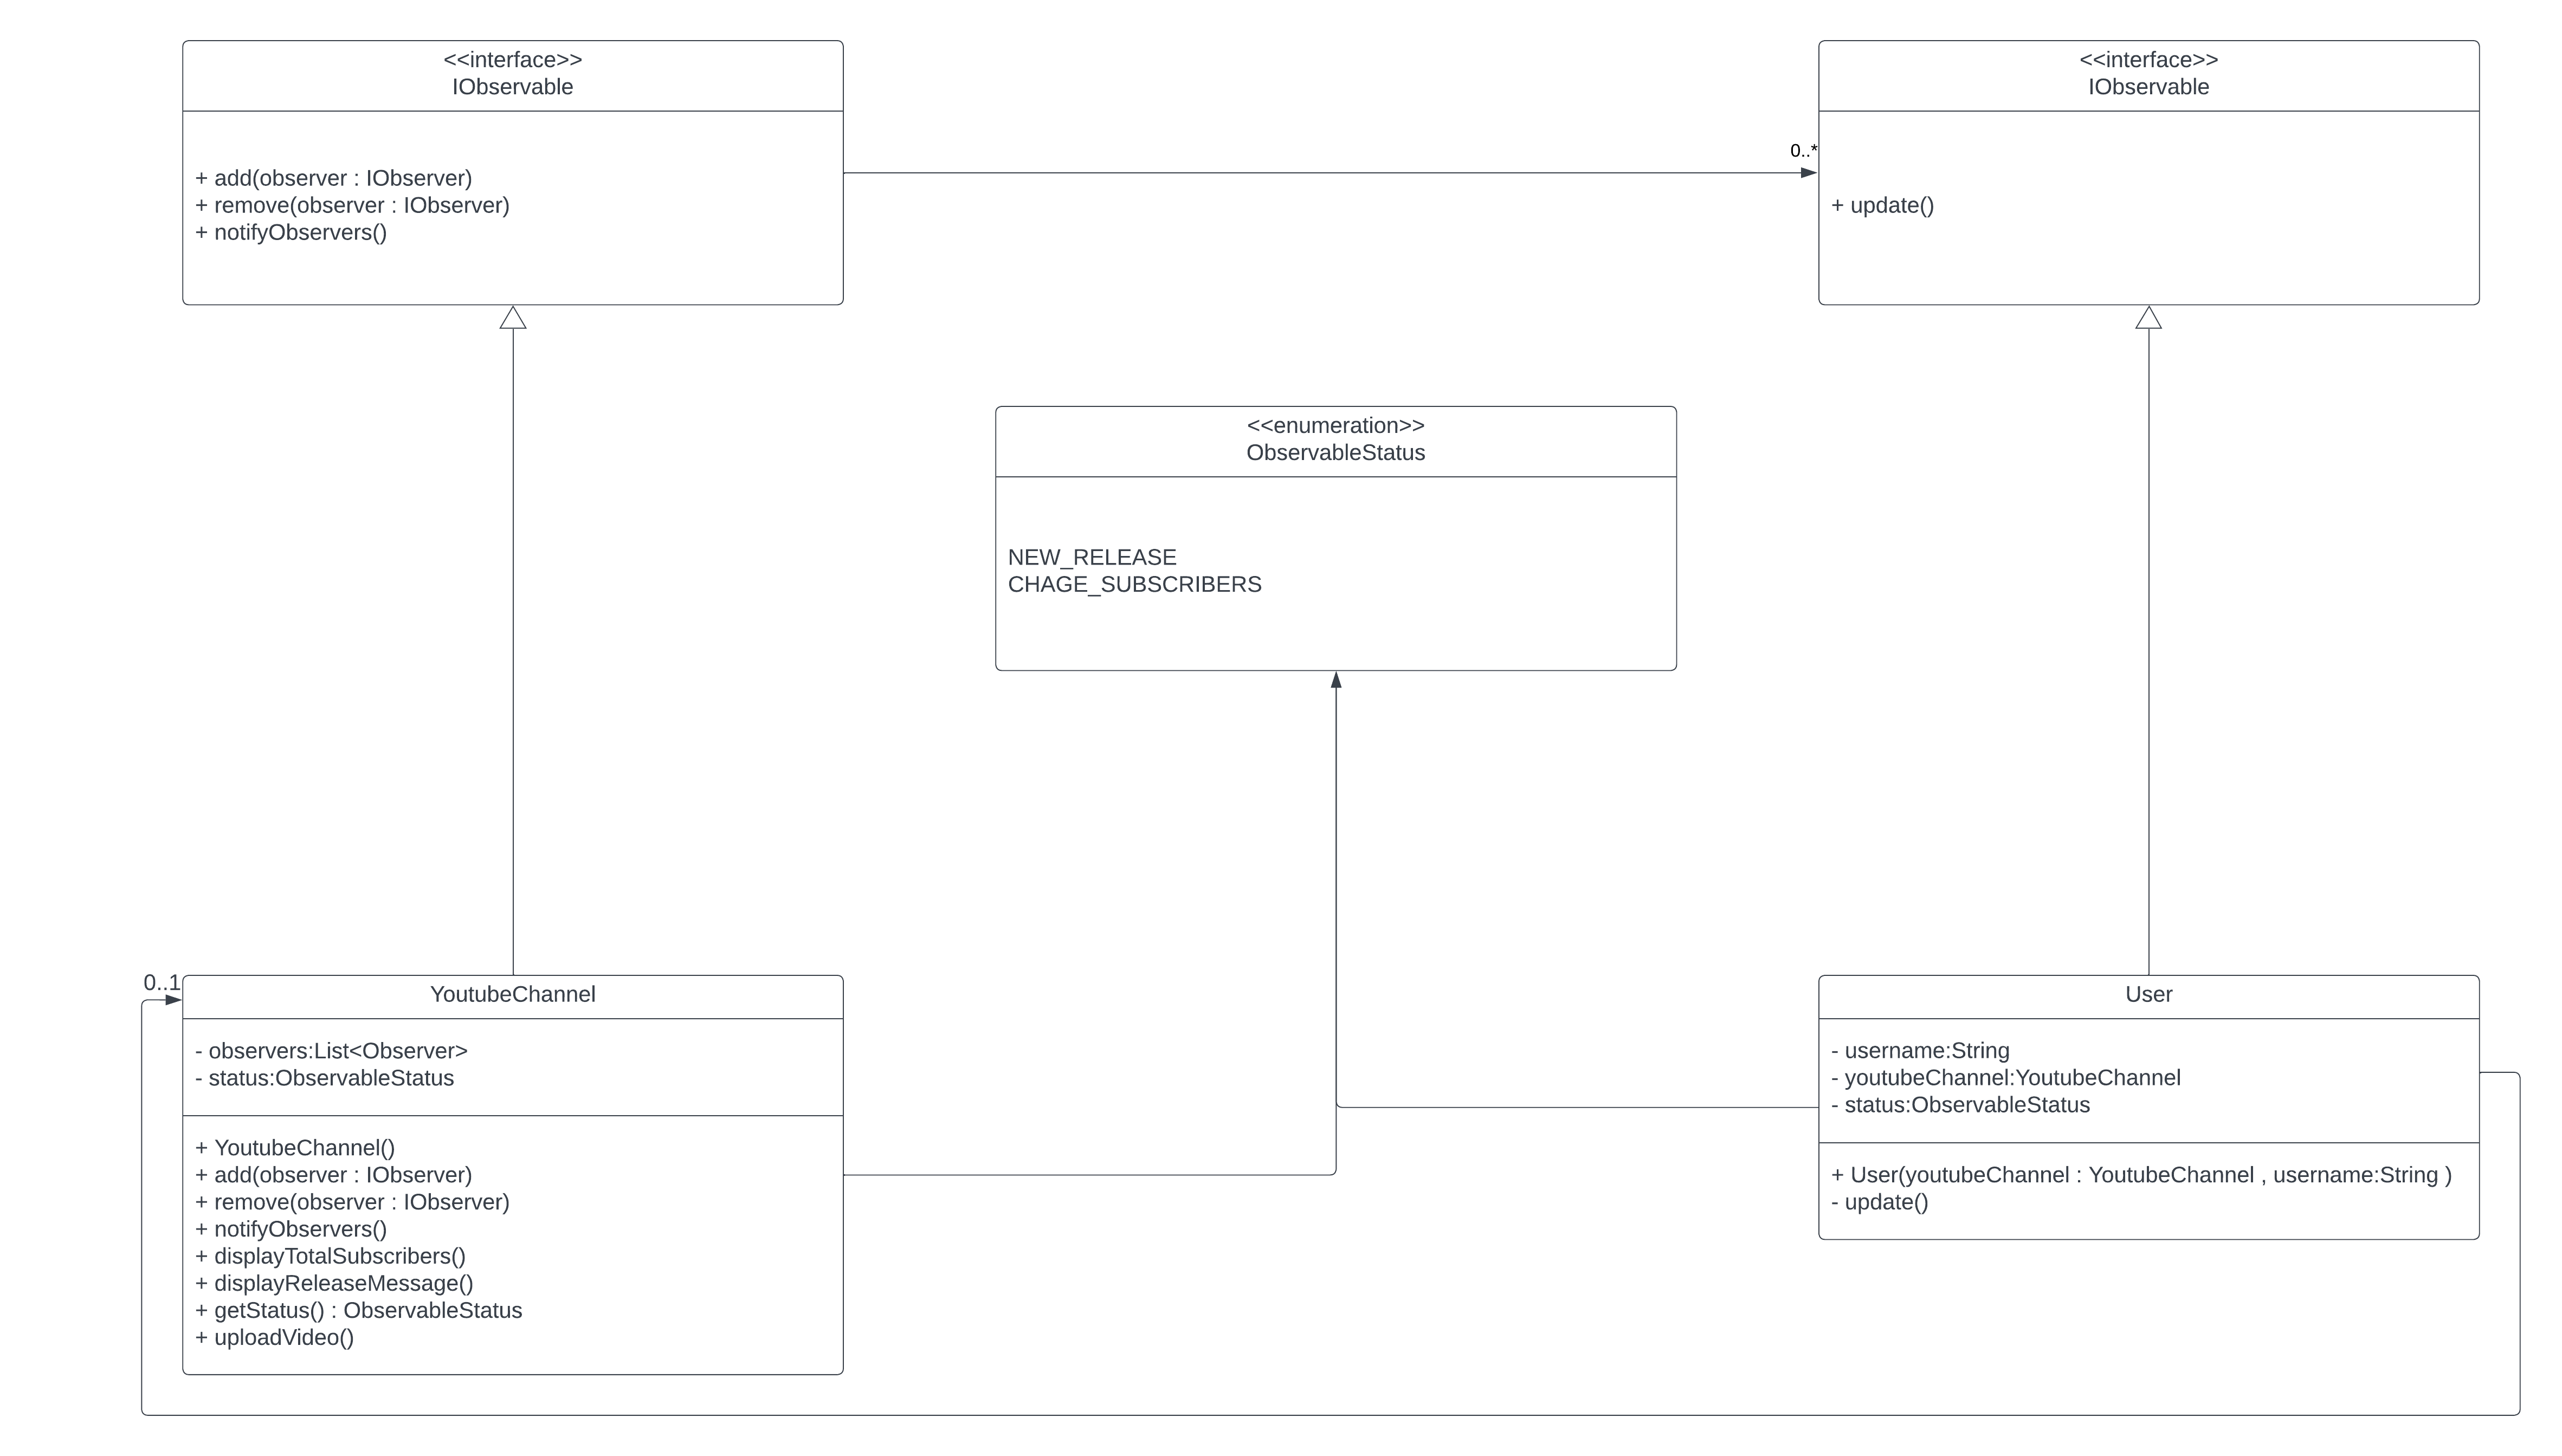 <<interface>>
IObservable
+ add(observer : IObserver)
+ remove(observer : IObserver)
+ notifyObservers()
0..*
<<interface>>
IObservable
+ update()
<<enumeration>>
ObservableStatus
NEW_RELEASE
CHAGE_SUBSCRIBERS
0..1
YoutubeChannel
- observers:List<Observer>
- status:ObservableStatus
+ YoutubeChannel()
+ add(observer : IObserver)
+ remove(observer : IObserver)
+ notifyObservers()
+ displayTotalSubscribers()
+ displayReleaseMessage()
+ getStatus() : ObservableStatus
+ uploadVideo()
User
- username:String
- youtubeChannel:YoutubeChannel
- status:ObservableStatus
+ User(youtubeChannel : YoutubeChannel , username:String )
- update()